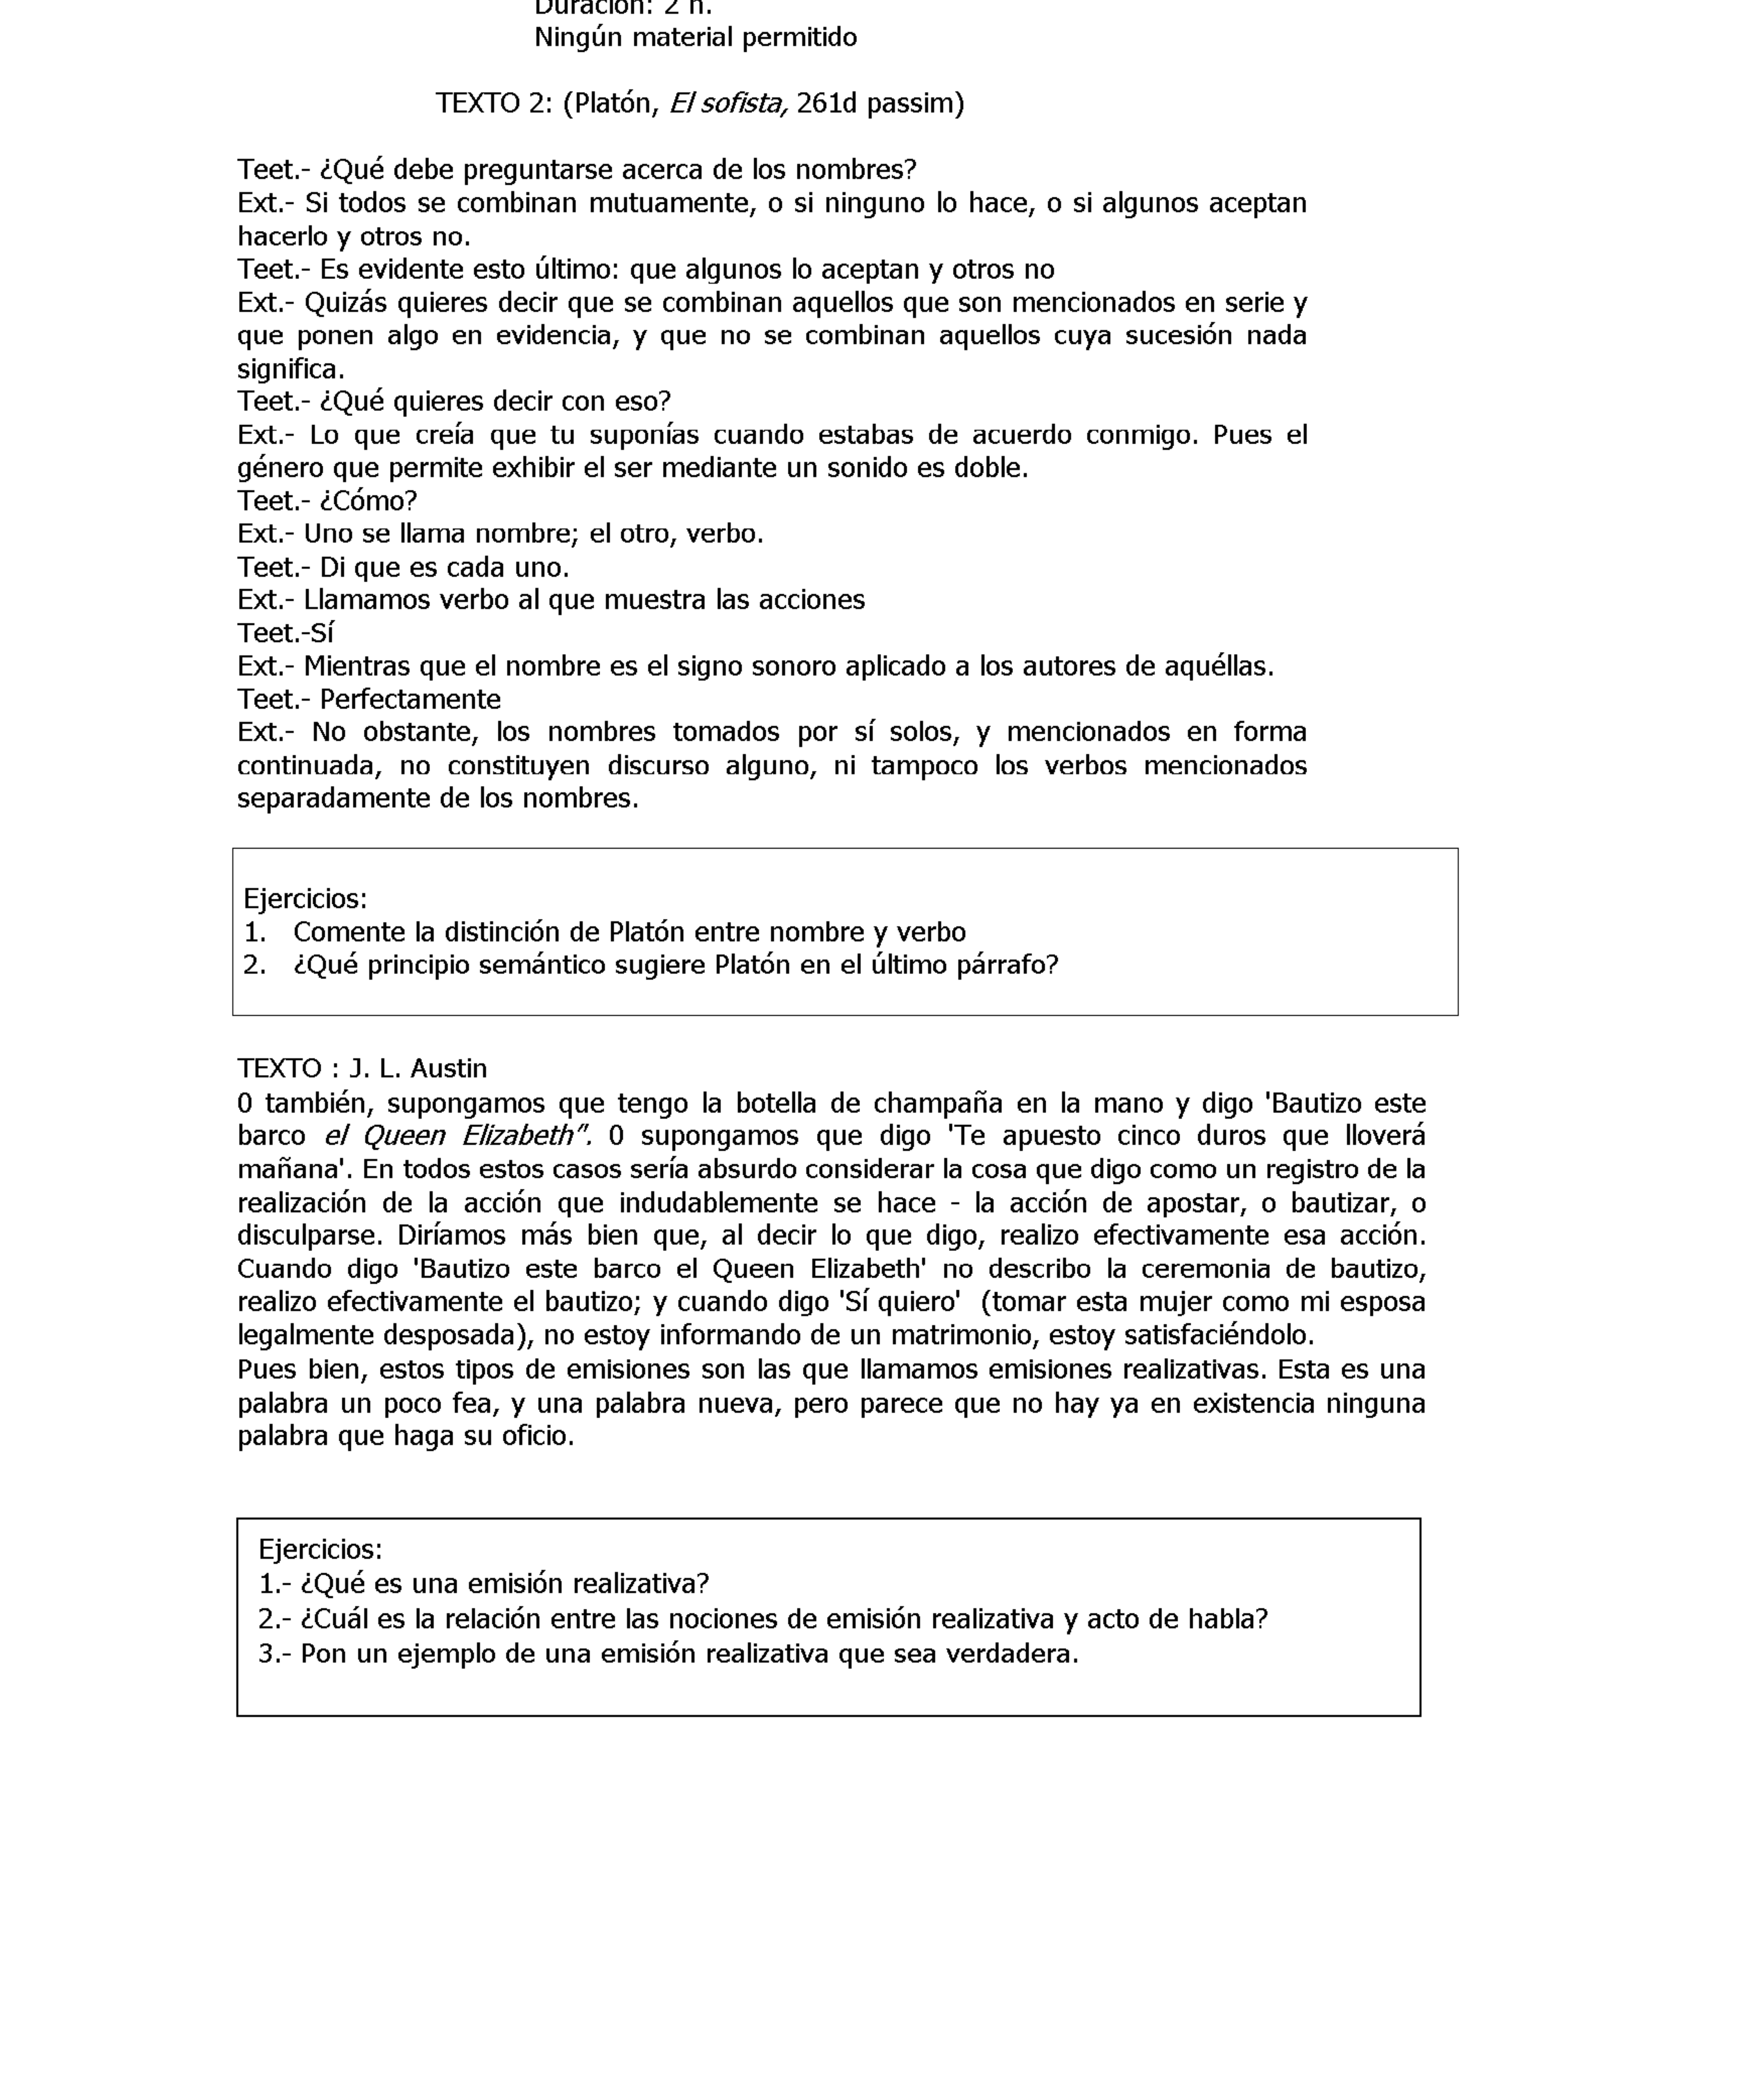 Duración: 2 h.
Ningún material permitido
TEXTO 2: (Platón, El sofista, 261d passim)
Teet.- ¿Qué debe preguntarse acerca de los nombres?
Ext.- Si todos se combinan mutuamente, o si ninguno lo hace, o si algunos aceptan
hacerlo y otros no.
Teet.- Es evidente esto último: que algunos lo aceptan y otros no
Ext.- Quizás quieres decir que se combinan aquellos que son mencionados en serie y
que ponen algo en evidencia, y que no se combinan aquellos cuya sucesión nada
significa.
Teet.- ¿Qué quieres decir con eso?
Ext.- Lo que creía que tu suponías cuando estabas de acuerdo conmigo. Pues el
género que permite exhibir el ser mediante un sonido es doble.
Teet.- ¿Cómo?
Ext.- Uno se llama nombre; el otro, verbo.
Teet.- Di que es cada uno.
Ext.- Llamamos verbo al que muestra las acciones
Teet.-Sí
Ext.- Mientras que el nombre es el signo sonoro aplicado a los autores de aquéllas.
Teet.- Perfectamente
Ext.- No obstante, los nombres tomados por sí solos, y mencionados en forma
continuada, no constituyen discurso alguno, ni tampoco los verbos mencionados
separadamente de los nombres.
Ejercicios:
1. Comente la distinción de Platón entre nombre y verbo
2. ¿Qué principio semántico sugiere Platón en el último párrafo?
TEXTO : J. L. Austin
0 también, supongamos que tengo la botella de champaña en la mano y digo 'Bautizo este
barco el Queen Elizabeth". 0 supongamos que digo 'Te apuesto cinco duros que lloverá
mañana'. En todos estos casos sería absurdo considerar la cosa que digo como un registro de la
realización de la acción que indudablemente se hace - la acción de apostar, o bautizar, o
disculparse. Diríamos más bien que, al decir lo que digo, realizo efectivamente esa acción.
Cuando digo 'Bautizo este barco el Queen Elizabeth' no describo la ceremonia de bautizo,
realizo efectivamente el bautizo; y cuando digo 'Sí quiero' (tomar esta mujer como mi esposa
legalmente desposada), no estoy informando de un matrimonio, estoy satisfaciéndolo.
Pues bien, estos tipos de emisiones son las que llamamos emisiones realizativas. Esta es una
palabra un poco fea, y una palabra nueva, pero parece que no hay ya en existencia ninguna
palabra que haga su oficio.
Ejercicios:
1.- ¿Qué es una emisión realizativa?
2.- ¿Cuál es la relación entre las nociones de emisión realizativa y acto de habla?
3.- Pon un ejemplo de una emisión realizativa que sea verdadera.